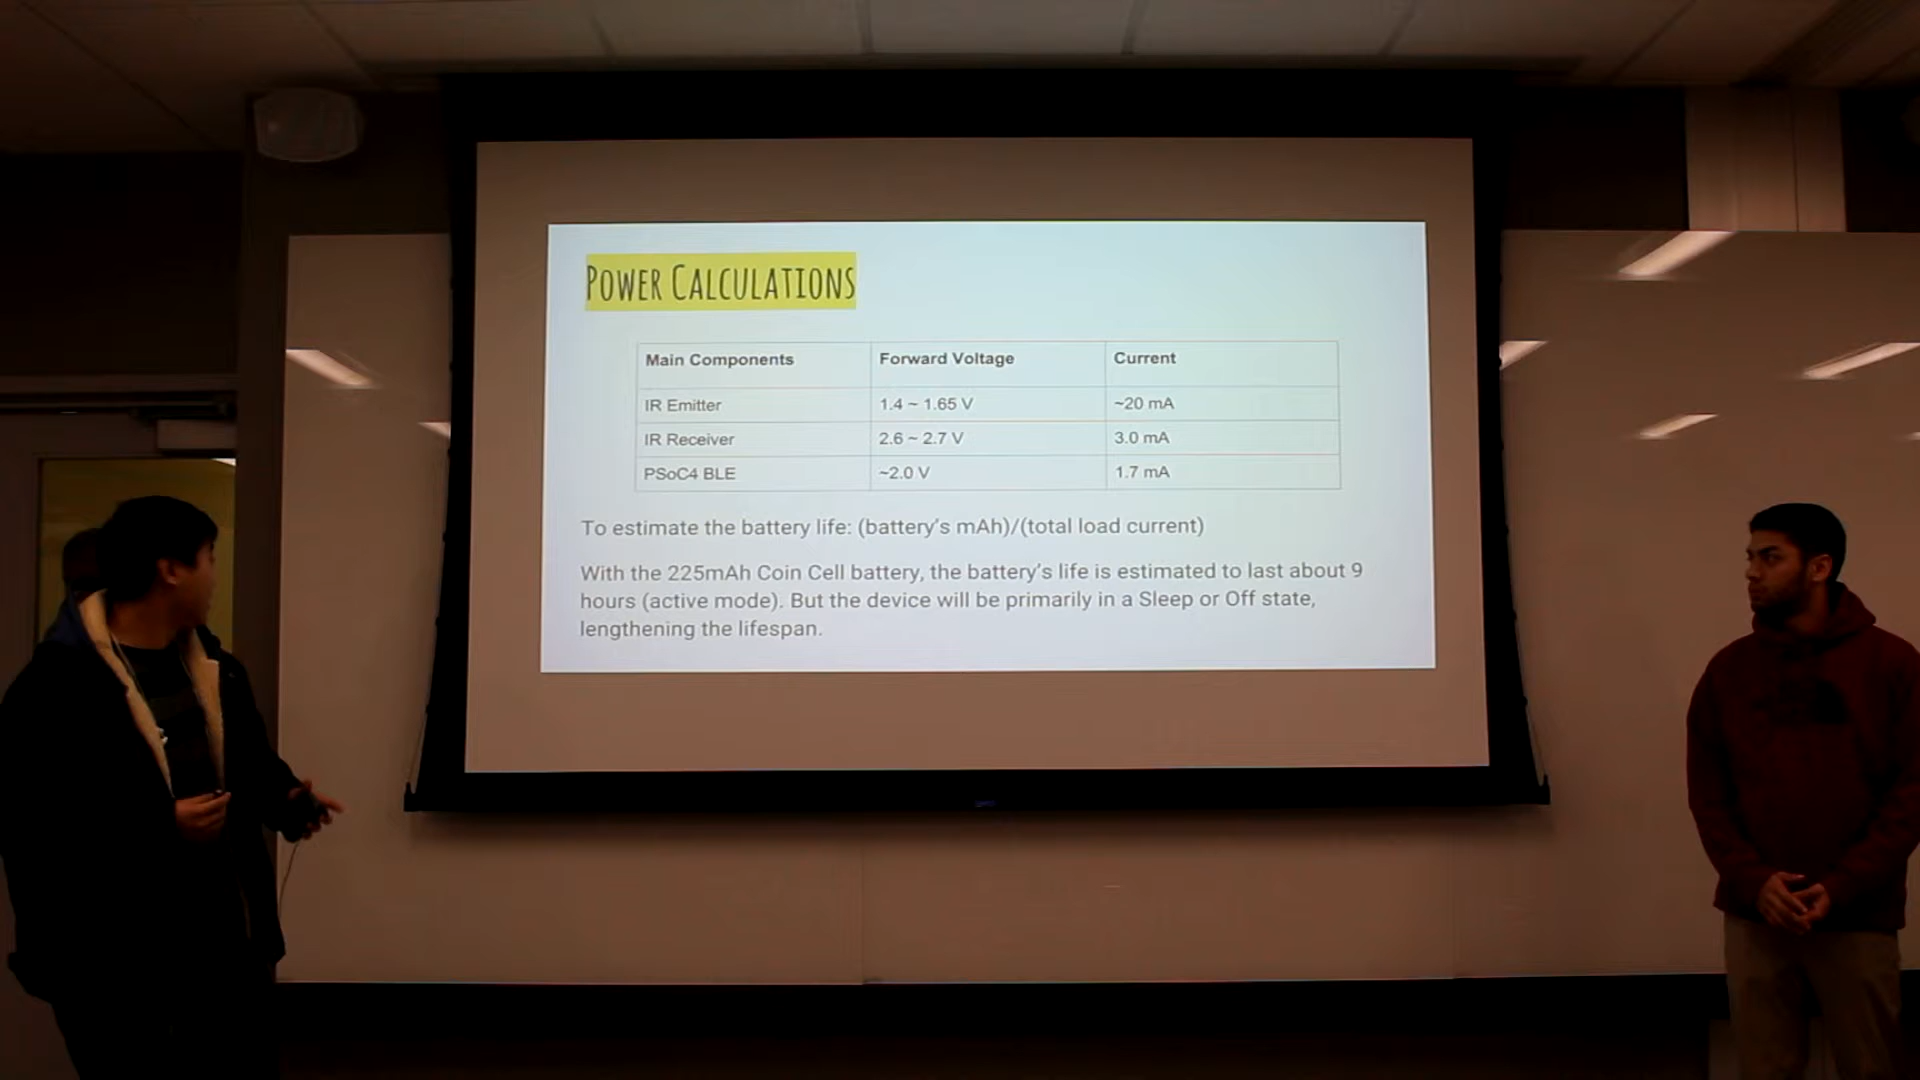 POWER CALCULATIONS
Main Components Forward Voltage Current
IR Emitter 1.4 ~ 1.65 V ~20 mA
IR Receiver 2.6 ~ 2.7 V 3.0 mA
PSoC4 BLE ~2.0 V 1.7 mA
To estimate the battery life: (battery's mAh)/(total load current)
With the 225mAh Coin Cell battery, the battery's life is estimated to last about 9
hours (active mode). But the device will be primarily in a Sleep or Off state,
lengthening the lifespan.